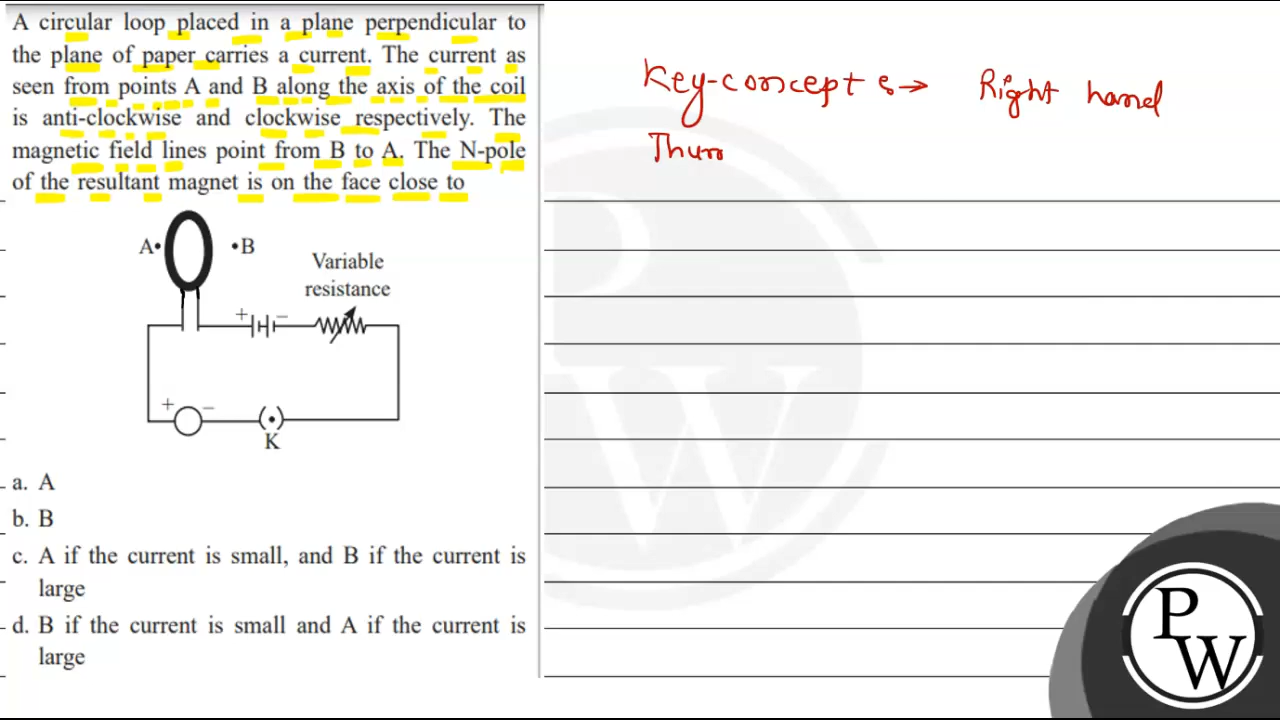 A circular loop placed in a plane perpendicular to
the plane of paper carries a current. The current as
seen from points A and B along the axis of the coil
is anti-clockwise and clockwise respectively. The
magnetic field lines point from B to A. The N-pole
of the resultant magnet is on the face close to
A• •B
Variable
resistance
+ −
+ −
K
a. A
b. B
c. A if the current is small, and B if the current is
large
d. B if the current is small and A if the current is
large
Key-concept :→ Right hand
Thum
P
W